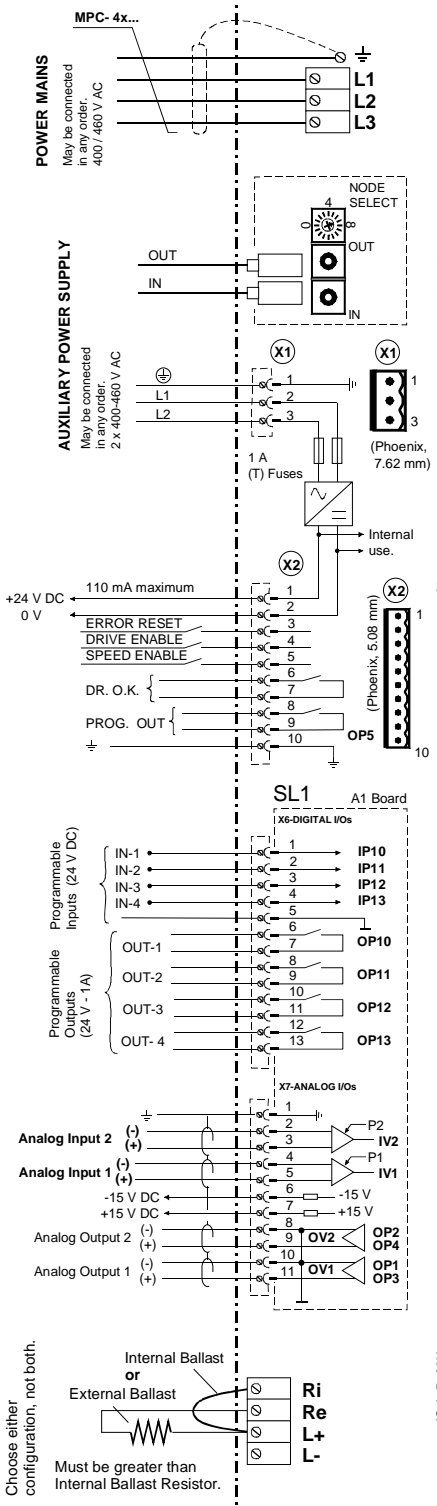 MPC- 4x...
POWER MAINS
May be connected
in any order.
400 / 460 V AC
L1
L2
L3
NODE
SELECT
4
0
8
OUT
IN
OUT
IN
AUXILIARY POWER SUPPLY
May be connected
in any order.
2 x 400-460 V AC
L1
L2
X1
1
2
3
X1
1
3
(Phoenix,
7.62 mm)
1 A
(T) Fuses
Internal
use.
X2
+24 V DC
110 mA maximum
1
0 V
2
ERROR RESET
3
DRIVE ENABLE
4
SPEED ENABLE
5
DR. O.K.
6
7
PROG. OUT
8
9
OP5
10
X2
(Phoenix, 5.08 mm)
1
10
SL1
A1 Board
X6-DIGITAL I/Os
Programmable
Inputs (24 V DC)
IN-1
1
IP10
IN-2
2
IP11
IN-3
3
IP12
IN-4
4
IP13
5
Programmable
Outputs
(24 V - 1A)
OUT-1
6
7
OP10
OUT-2
8
9
OP11
OUT-3
10
11
OP12
OUT- 4
12
13
OP13
X7-ANALOG I/Os
1
Analog Input 2
(-)
(+)
2
3
P2
IV2
Analog Input 1
(-)
(+)
4
5
P1
IV1
-15 V DC
6
-15 V
+15 V DC
7
+15 V
Analog Output 2
(-)
(+)
8
9
OV2
OP2
OP4
Analog Output 1
(-)
(+)
10
11
OV1
OP1
OP3
Choose either
configuration, not both.
Internal Ballast
or
External Ballast
Must be greater than
Internal Ballast Resistor.
Ri
Re
L+
L-